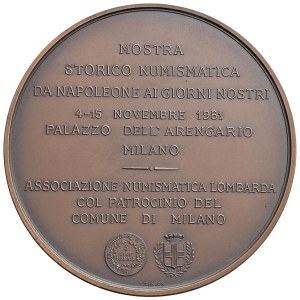 MOSTRA
STORICO NUMISMATICA
DA NAPOLEONE AI GIORNI NOSTRI
4-15 NOVEMBRE 1981
PALAZZO DELL'ARENGARIO
MILANO
ASSOCIAZIONE NUMISMATICA LOMBARDA
COL PATROCINIO DEL
COMUNE DI MILANO